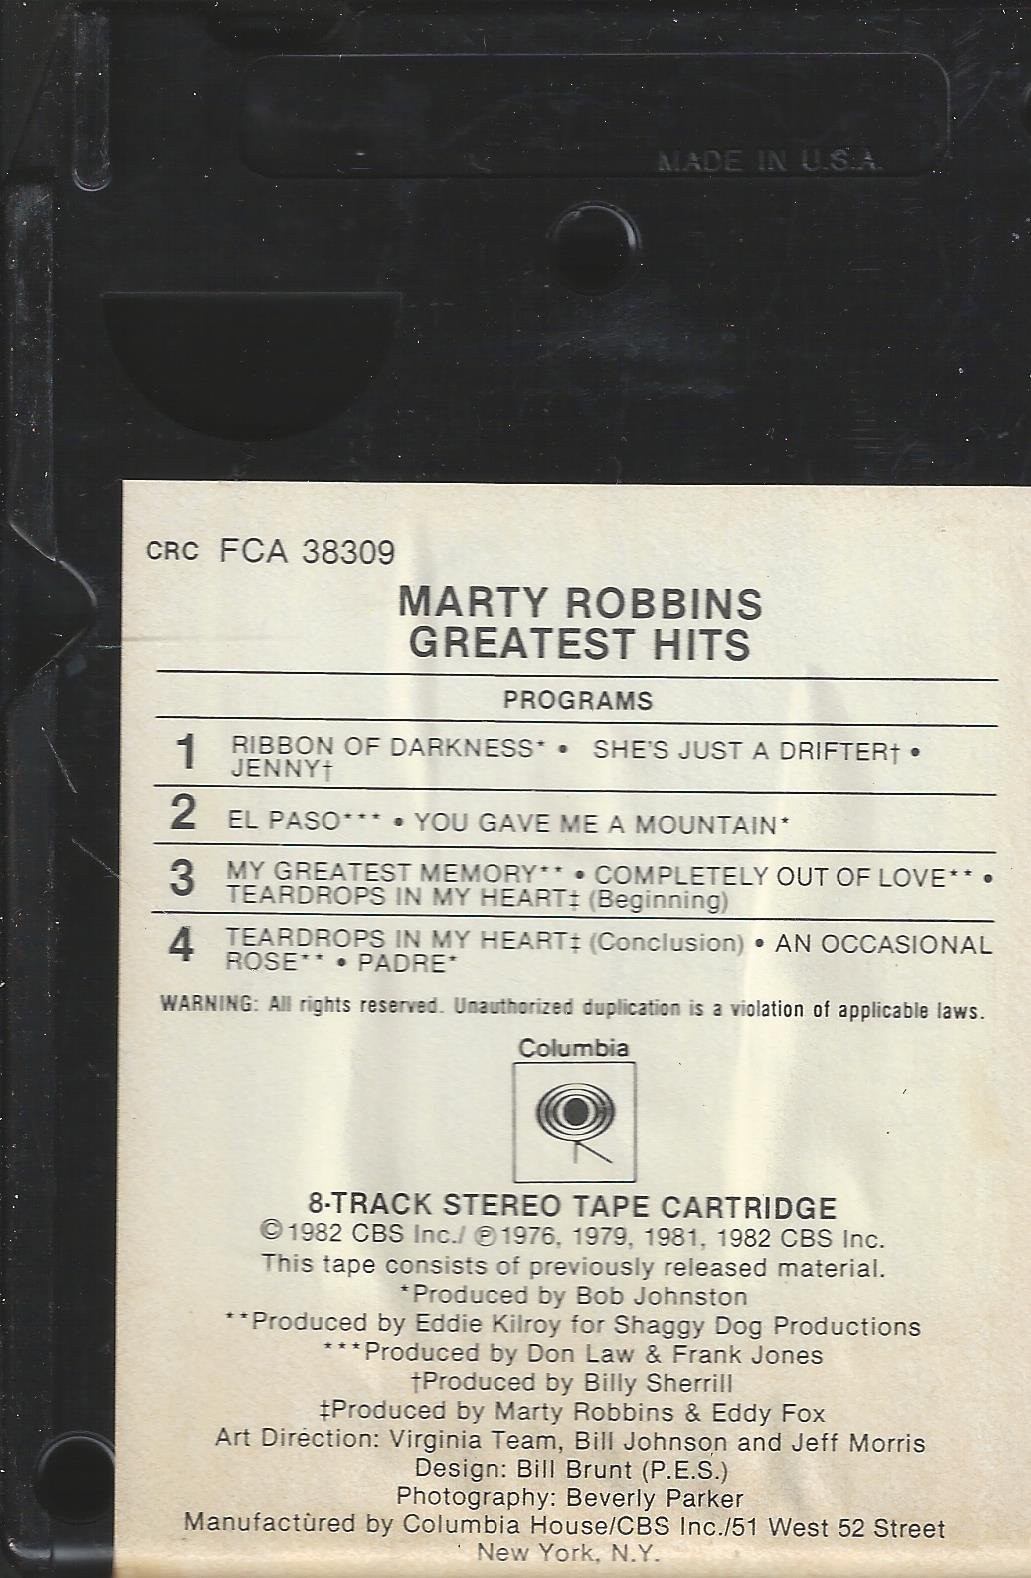 MADE IN U.S.A.
CRC FCA 38309
MARTY ROBBINS
GREATEST HITS
PROGRAMS
1 RIBBON OF DARKNESS* • SHE'S JUST A DRIFTER† •
JENNY†
2 EL PASO*** • YOU GAVE ME A MOUNTAIN*
3 MY GREATEST MEMORY** • COMPLETELY OUT OF LOVE** •
TEARDROPS IN MY HEART‡ (Beginning)
4 TEARDROPS IN MY HEART‡ (Conclusion) • AN OCCASIONAL
ROSE** • PADRE*
WARNING: All rights reserved. Unauthorized duplication is a violation of applicable laws.
Columbia
8-TRACK STEREO TAPE CARTRIDGE
©1982 CBS Inc./ ℗1976, 1979, 1981, 1982 CBS Inc.
This tape consists of previously released material.
*Produced by Bob Johnston
**Produced by Eddie Kilroy for Shaggy Dog Productions
***Produced by Don Law & Frank Jones
†Produced by Billy Sherrill
‡Produced by Marty Robbins & Eddy Fox
Art Direction: Virginia Team, Bill Johnson and Jeff Morris
Design: Bill Brunt (P.E.S.)
Photography: Beverly Parker
Manufactured by Columbia House/CBS Inc./51 West 52 Street
New York, N.Y.